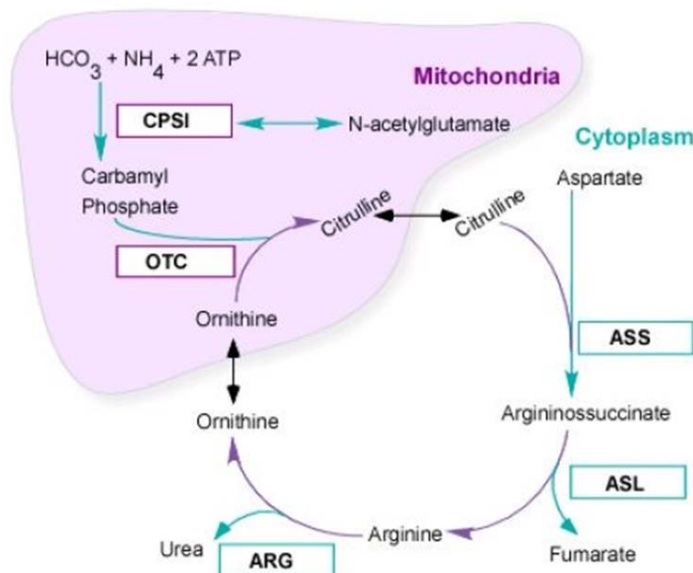 HCO3 + NH4 + 2 ATP
Mitochondria
CPSI
N-acetylglutamate
Cytoplasm
Carbamyl
Phosphate
Aspartate
Citrulline
Citrulline
OTC
Ornithine
ASS
Ornithine
Argininossuccinate
ASL
Arginine
Urea
ARG
Fumarate